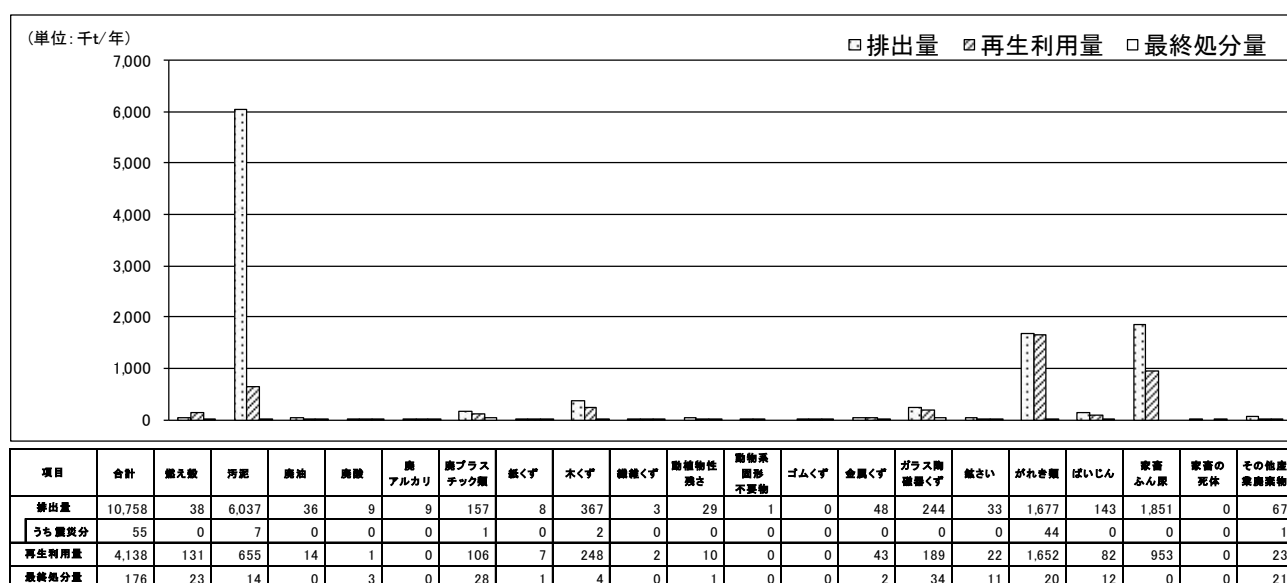 (単位:千t/年)
排出量 再生利用量 最終処分量
7,000
6,000
5,000
4,000
3,000
2,000
1,000
0
項目 合計 燃え殻 汚泥 廃油 廃酸 廃アルカリ 廃プラスチック類 紙くず 木くず 繊維くず 動植物性残さ 動物系固形不要物 ゴムくず 金属くず ガラス陶磁器くず 鉱さい がれき類 ばいじん 家畜ふん尿 家畜の死体 その他産業廃棄物
排出量 10,758 38 6,037 36 9 9 157 8 367 3 29 1 0 48 244 33 1,677 143 1,851 0 67
うち震災分 55 0 7 0 0 0 1 0 2 0 0 0 0 0 0 0 44 0 0 0 1
再生利用量 4,138 131 655 14 1 0 106 7 248 2 10 0 0 43 189 22 1,652 82 953 0 23
最終処分量 176 23 14 0 3 0 28 1 4 0 1 0 0 2 34 11 20 12 0 0 21